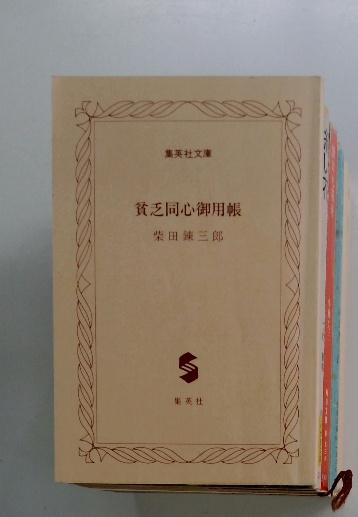 集英社文庫
貧乏同心御用帳
柴田錬三郎
集英社